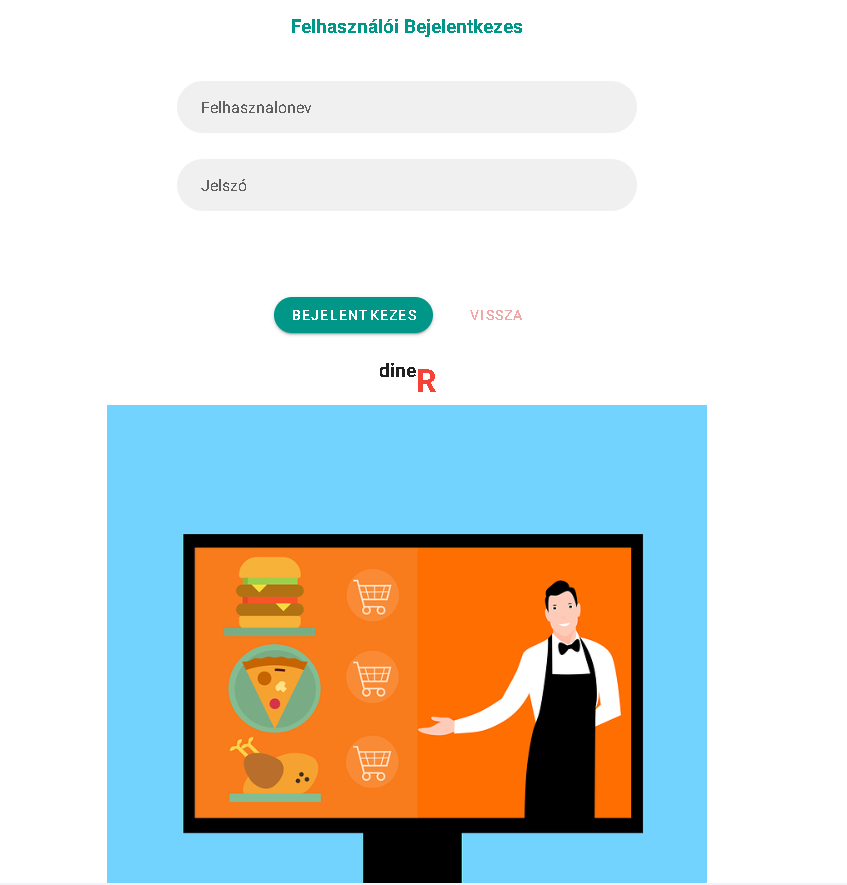 Felhasználói Bejelentkezes
Felhasznalonev
Jelszó
BEJELENTKEZES VISSZA
dineR